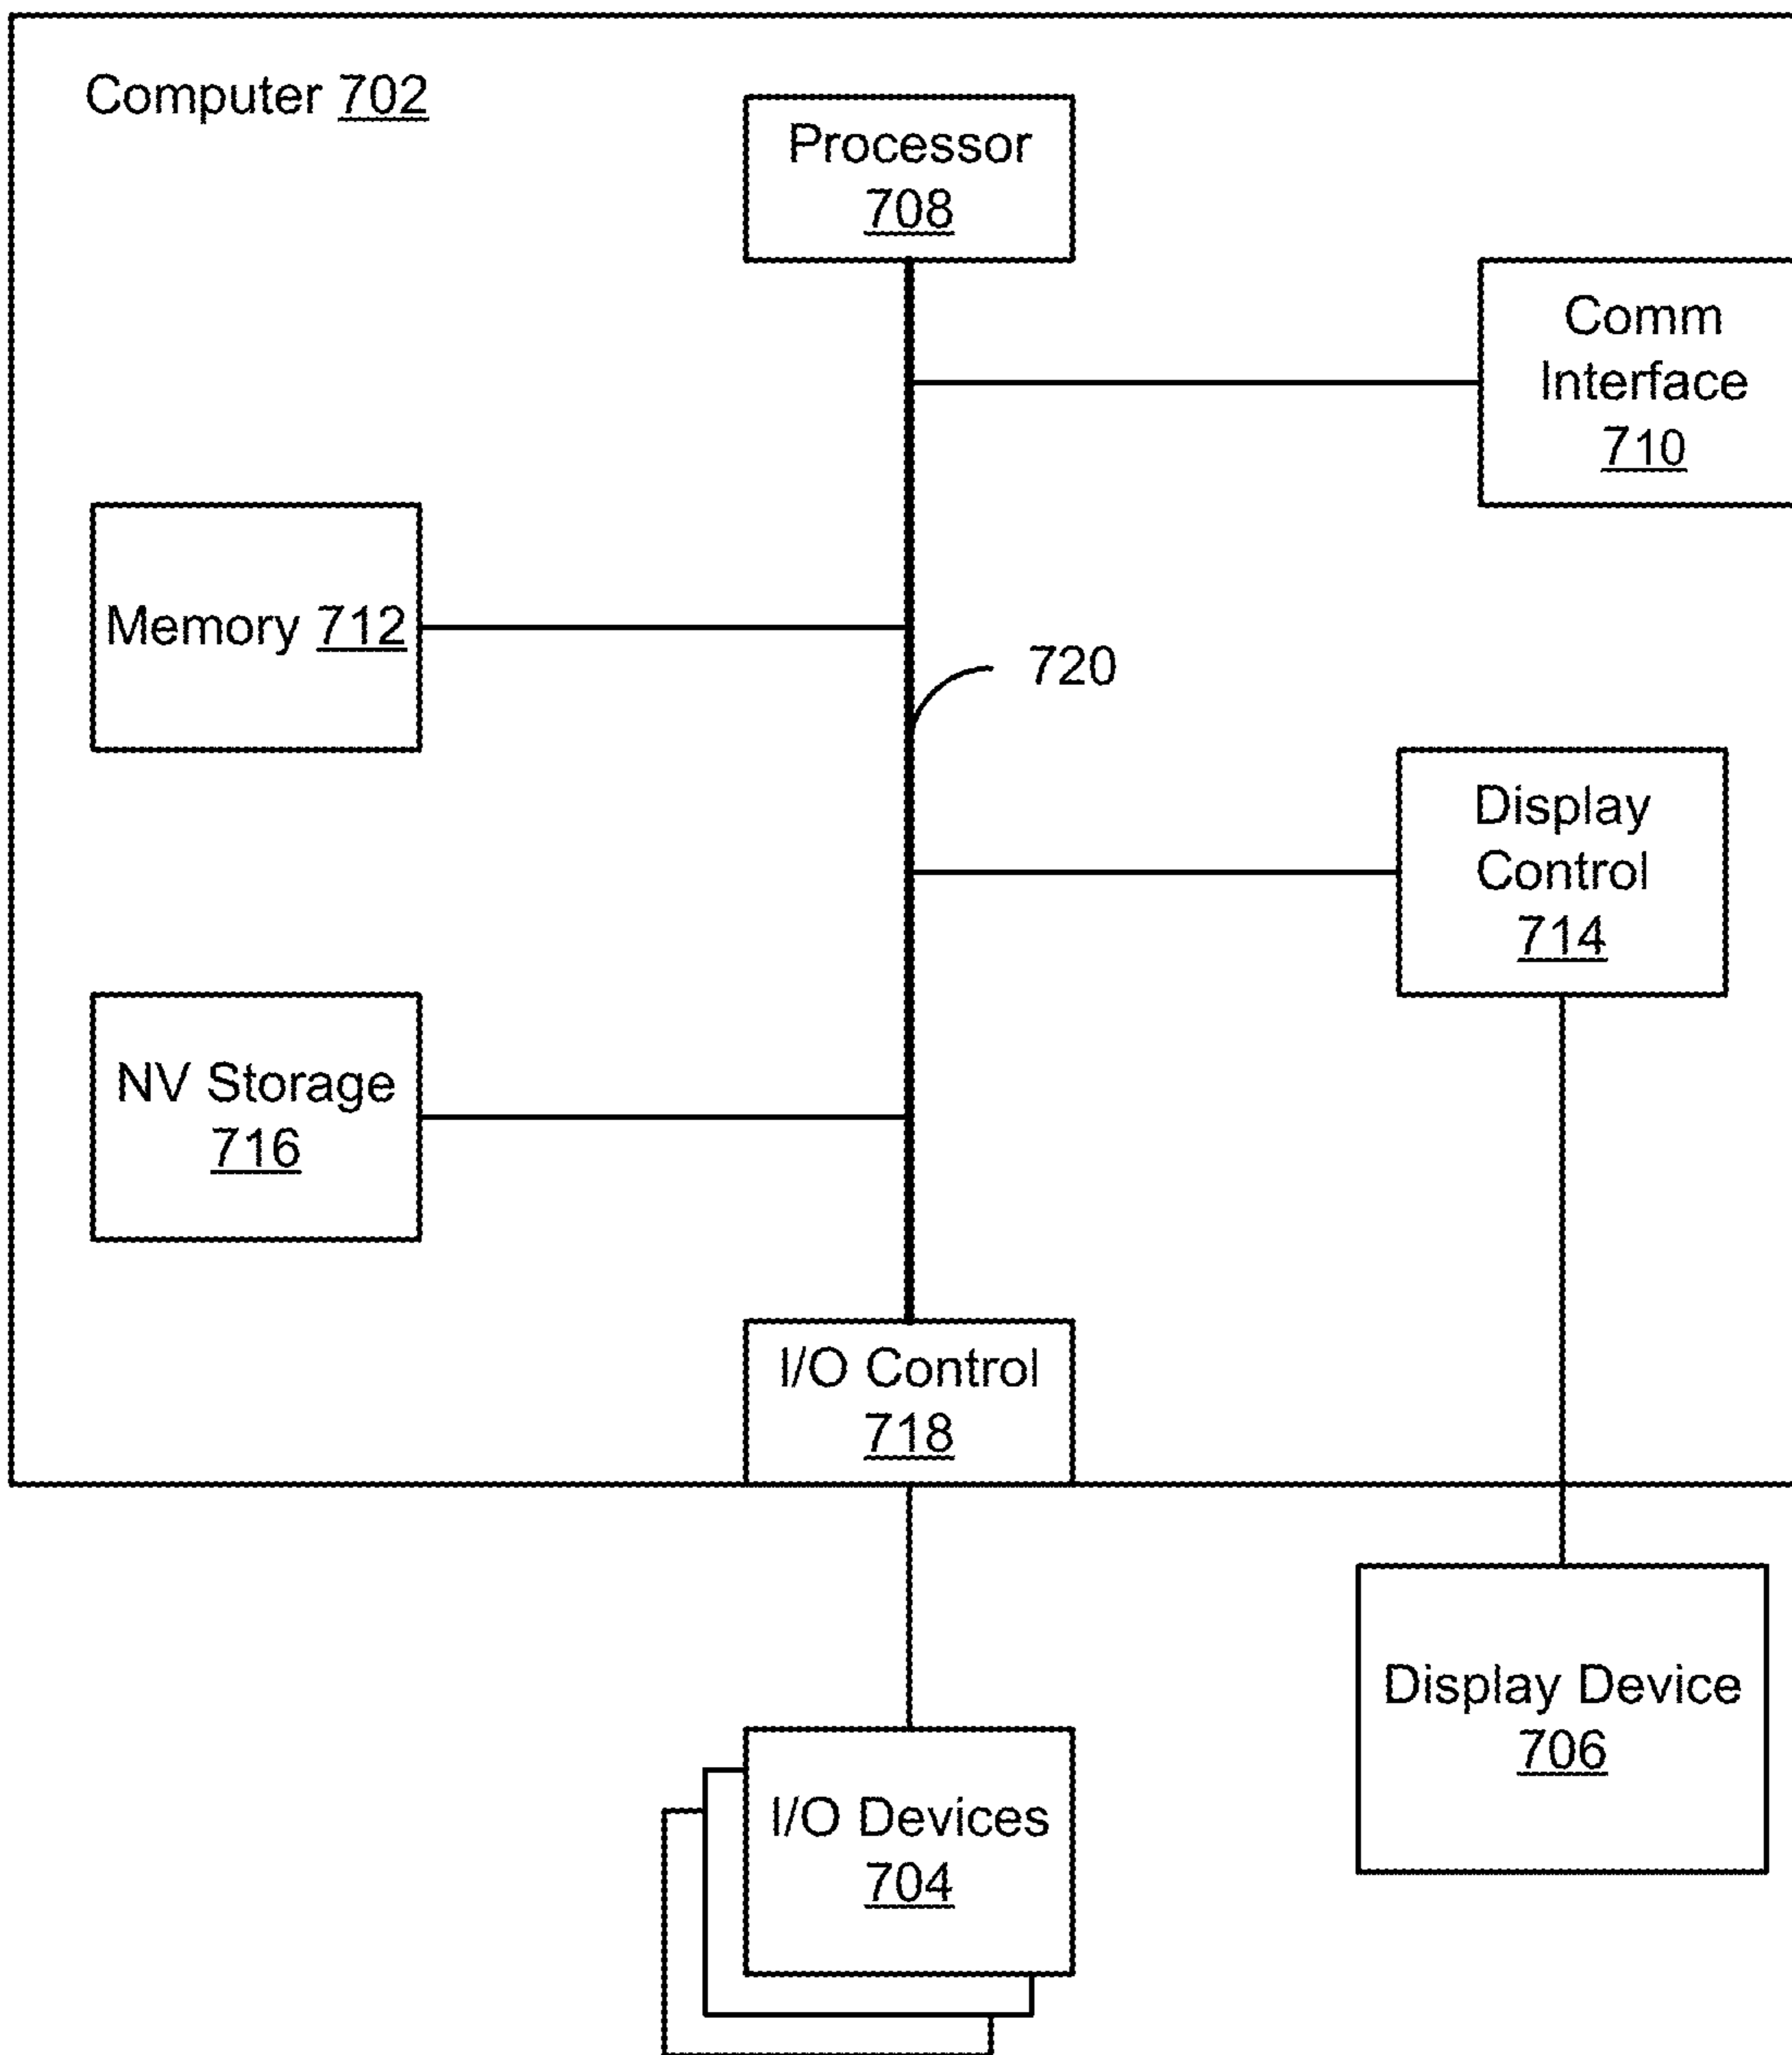 Computer 702
Processor
708
Comm
Interface
710
Memory 712
720
Display
Control
714
NV Storage
716
I/O Control
718
Display Device
706
I/O Devices
704